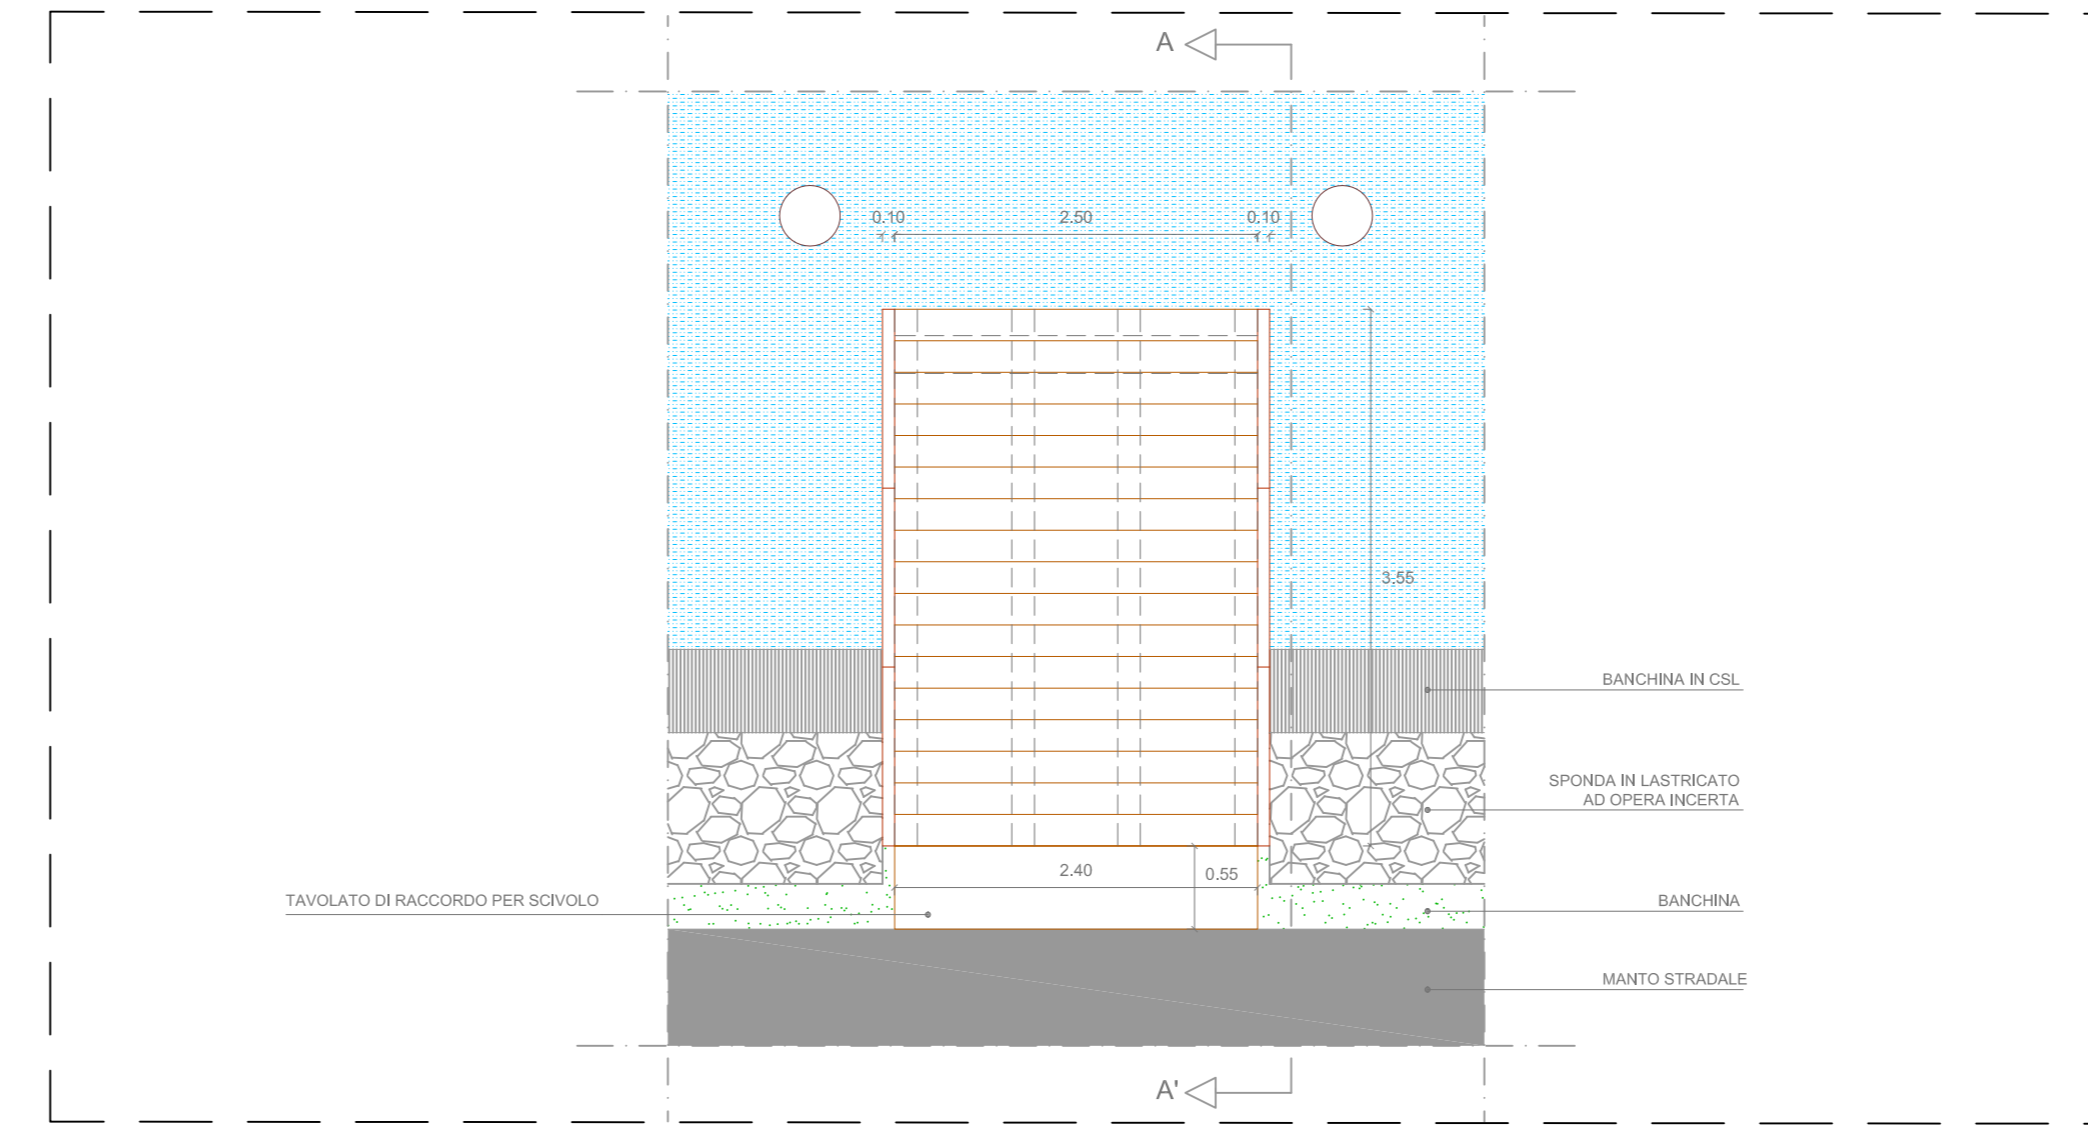 A
0.10
2.50
0.10
3.55
BANCHINA IN CSL
SPONDA IN LASTRICATO
AD OPERA INCERTA
2.40
0.55
TAVOLATO DI RACCORDO PER SCIVOLO
BANCHINA
MANTO STRADALE
A'